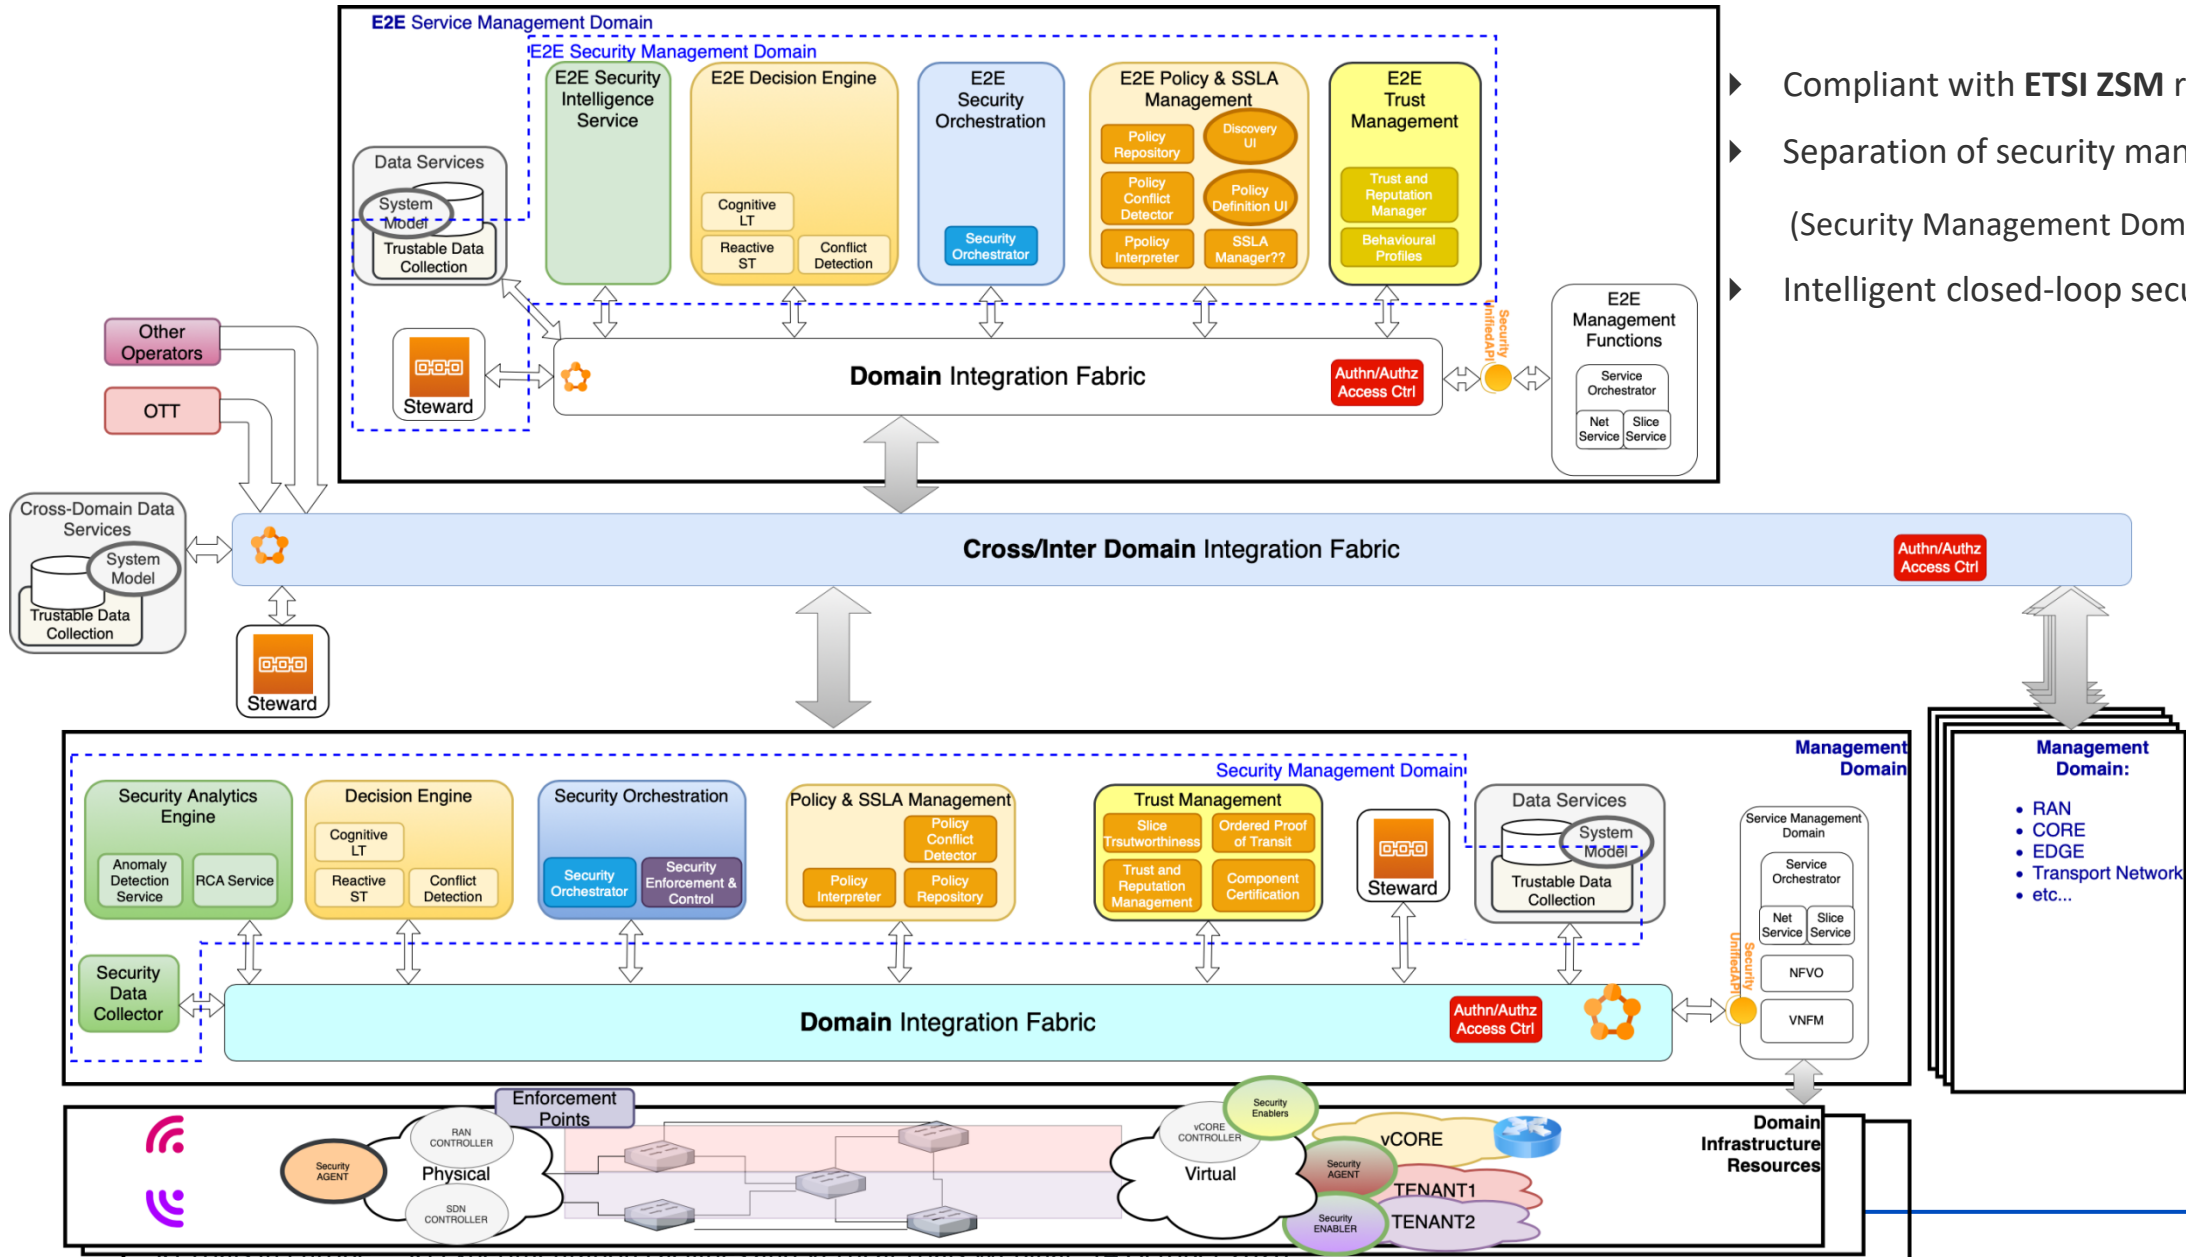 E2E Service Management Domain
E2E Security Management Domain
E2E Security
Intelligence
Service
E2E Decision Engine
Cognitive
LT
Reactive
ST
Conflict
Detection
E2E
Security
Orchestration
Security
Orchestrator
E2E Policy & SSLA
Management
Policy
Repository
Discovery
UI
Policy
Conflict
Detector
Policy
Definition UI
Ppolicy
Interpreter
SSLA
Manager??
E2E
Trust
Management
Trust and
Reputation
Manager
Behavioural
Profiles
Data Services
System
Model
Trustable Data
Collection
Steward
Domain Integration Fabric
Authn/Authz
Access Ctrl
Security
UnifiedAPI
E2E
Management
Functions
Service
Orchestrator
Net
Service
Slice
Service
Compliant with ETSI ZSM
Separation of security
(Security Management
Intelligent closed-loop
Other
Operators
OTT
Cross-Domain Data
Services
System
Model
Trustable Data
Collection
Cross/Inter Domain Integration Fabric
Authn/Authz
Access Ctrl
Steward
Management
Domain
Security Management Domain
Security Analytics
Engine
Anomaly
Detection
Service
RCA Service
Decision Engine
Cognitive
LT
Reactive
ST
Conflict
Detection
Security Orchestration
Security
Orchestrator
Security
Enforcement &
Control
Policy & SSLA Management
Policy
Conflict
Detector
Policy
Interpreter
Policy
Repository
Trust Management
Slice
Trsutworthiness
Ordered Proof
of Transit
Trust and
Reputation
Management
Component
Certification
Steward
Data Services
System
Model
Trustable Data
Collection
Service Management
Domain
Service
Orchestrator
Net
Service
Slice
Service
NFVO
VNFM
Security
UnifiedAPI
Security
Data
Collector
Domain Integration Fabric
Authn/Authz
Access Ctrl
Management
Domain:
• RAN
• CORE
• EDGE
• Transport Network
• etc...
Enforcement
Points
RAN
CONTROLLER
Security
AGENT
Physical
SDN
CONTROLLER
vCORE
CONTROLLER
Virtual
Security
Enablers
vCORE
Security
AGENT
TENANT1
Security
ENABLER
TENANT2
Domain
Infrastructure
Resources